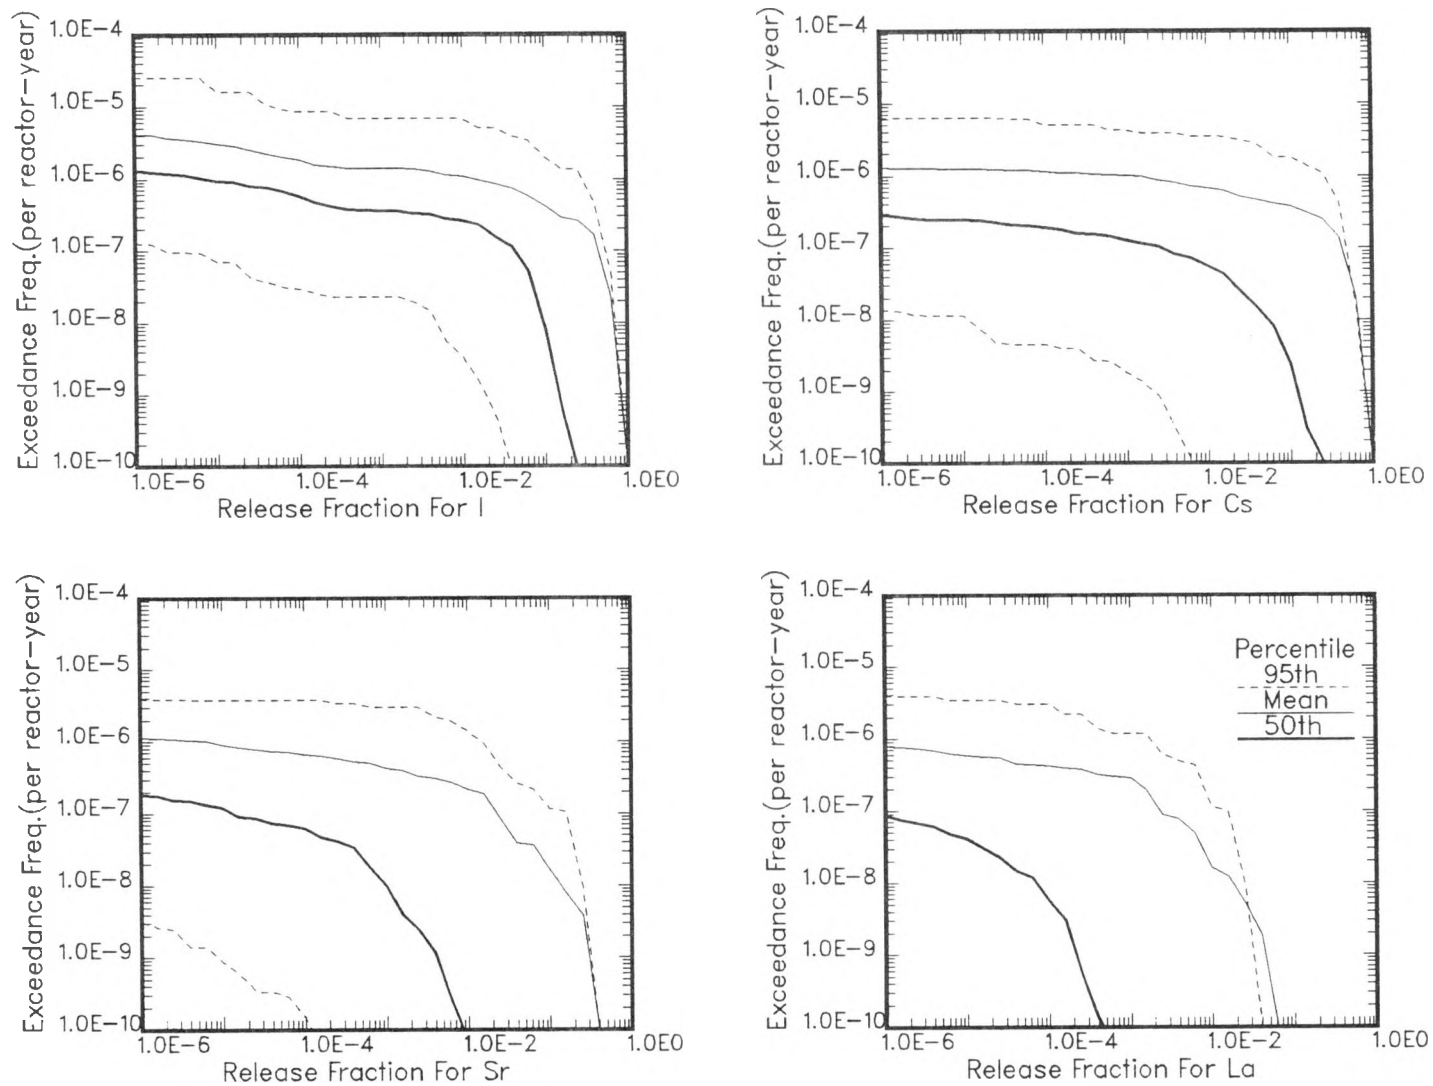 Exceedance Freq.(per reactor-year)
1.0E-4
1.0E-5
1.0E-6
1.0E-7
1.0E-8
1.0E-9
1.0E-10
1.0E-6 1.0E-4 1.0E-2 1.0E0
Release Fraction For I
Exceedance Freq.(per reactor-year)
1.0E-4
1.0E-5
1.0E-6
1.0E-7
1.0E-8
1.0E-9
1.0E-10
1.0E-6 1.0E-4 1.0E-2 1.0E0
Release Fraction For Cs
Exceedance Freq.(per reactor-year)
1.0E-4
1.0E-5
1.0E-6
1.0E-7
1.0E-8
1.0E-9
1.0E-10
1.0E-6 1.0E-4 1.0E-2 1.0E0
Release Fraction For Sr
Exceedance Freq.(per reactor-year)
1.0E-4
1.0E-5
1.0E-6
1.0E-7
1.0E-8
1.0E-9
1.0E-10
Percentile
95th
Mean
50th
1.0E-6 1.0E-4 1.0E-2 1.0E0
Release Fraction For La